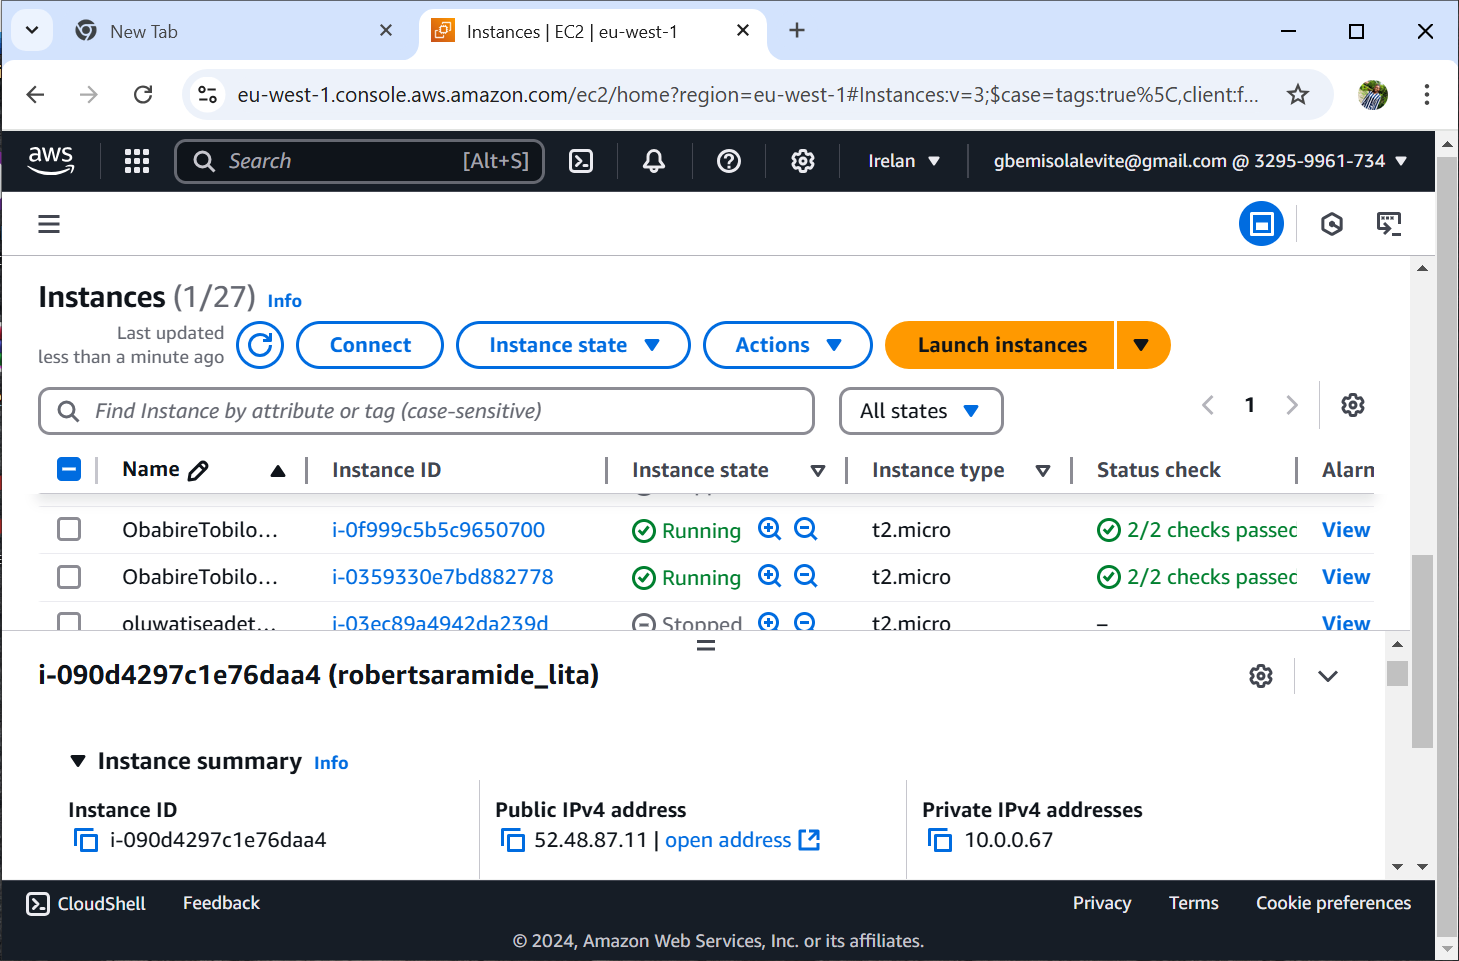 New Tab
Instances | EC2 | eu-west-1
eu-west-1.console.aws.amazon.com/ec2/home?region=eu-west-1#Instances:v=3;$case=tags:true%5C,client:f...
aws
Search [Alt+S]
Irelan
gbemisolalevite@gmail.com @ 3295-9961-734
Instances (1/27) Info
Last updated
less than a minute ago
Connect
Instance state
Actions
Launch instances
Find Instance by attribute or tag (case-sensitive)
All states
1
Name Instance ID Instance state Instance type Status check Alarm
ObabireTobilo... i-0f999c5b5c9650700 Running t2.micro 2/2 checks passed View
ObabireTobilo... i-0359330e7bd882778 Running t2.micro 2/2 checks passed View
oluwatiseadet... i-03ec89a4942da239d Stopped t2.micro – View
i-090d4297c1e76daa4 (robertsaramide_lita)
Instance summary Info
Instance ID
i-090d4297c1e76daa4
Public IPv4 address
52.48.87.11 | open address
Private IPv4 addresses
10.0.0.67
CloudShell Feedback Privacy Terms Cookie preferences
© 2024, Amazon Web Services, Inc. or its affiliates.